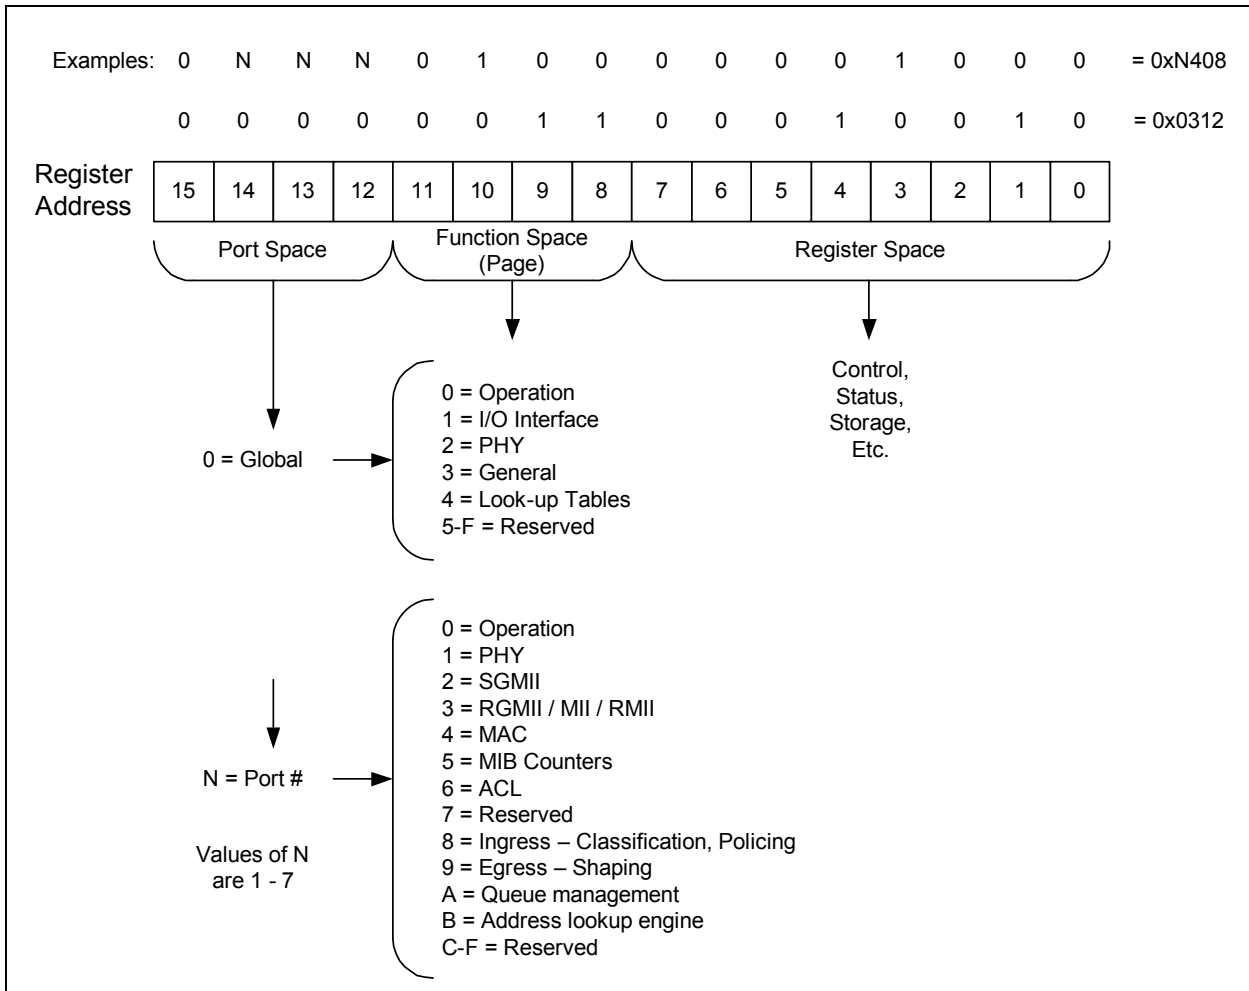 Examples: 0 N N N 0 1 0 0 0 0 0 0 1 0 0 0 = 0xN408
0 0 0 0 0 0 1 1 0 0 0 1 0 0 1 0 = 0x0312
Register
Address
15 14 13 12 11 10 9 8 7 6 5 4 3 2 1 0
Port Space
Function Space
(Page)
Register Space
0 = Global
0 = Operation
1 = I/O Interface
2 = PHY
3 = General
4 = Look-up Tables
5-F = Reserved
Control,
Status,
Storage,
Etc.
N = Port #
Values of N
are 1 - 7
0 = Operation
1 = PHY
2 = SGMII
3 = RGMII / MII / RMII
4 = MAC
5 = MIB Counters
6 = ACL
7 = Reserved
8 = Ingress – Classification, Policing
9 = Egress – Shaping
A = Queue management
B = Address lookup engine
C-F = Reserved